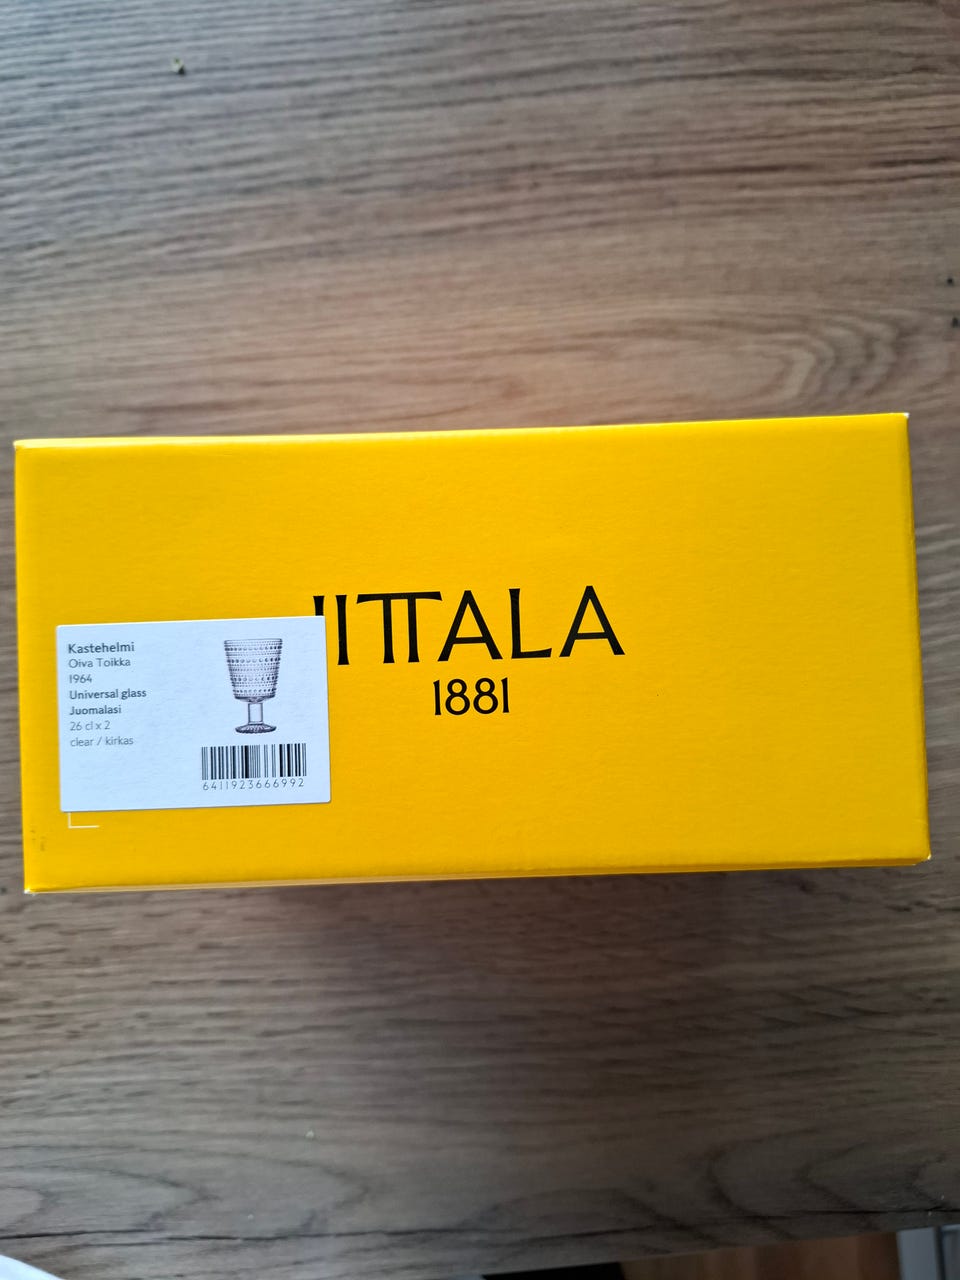 IITTALA
1881
Kastehelmi
Oiva Toikka
1964
Universal glass
Juomalasi
26 cl x 2
clear / kirkas
6411923666992